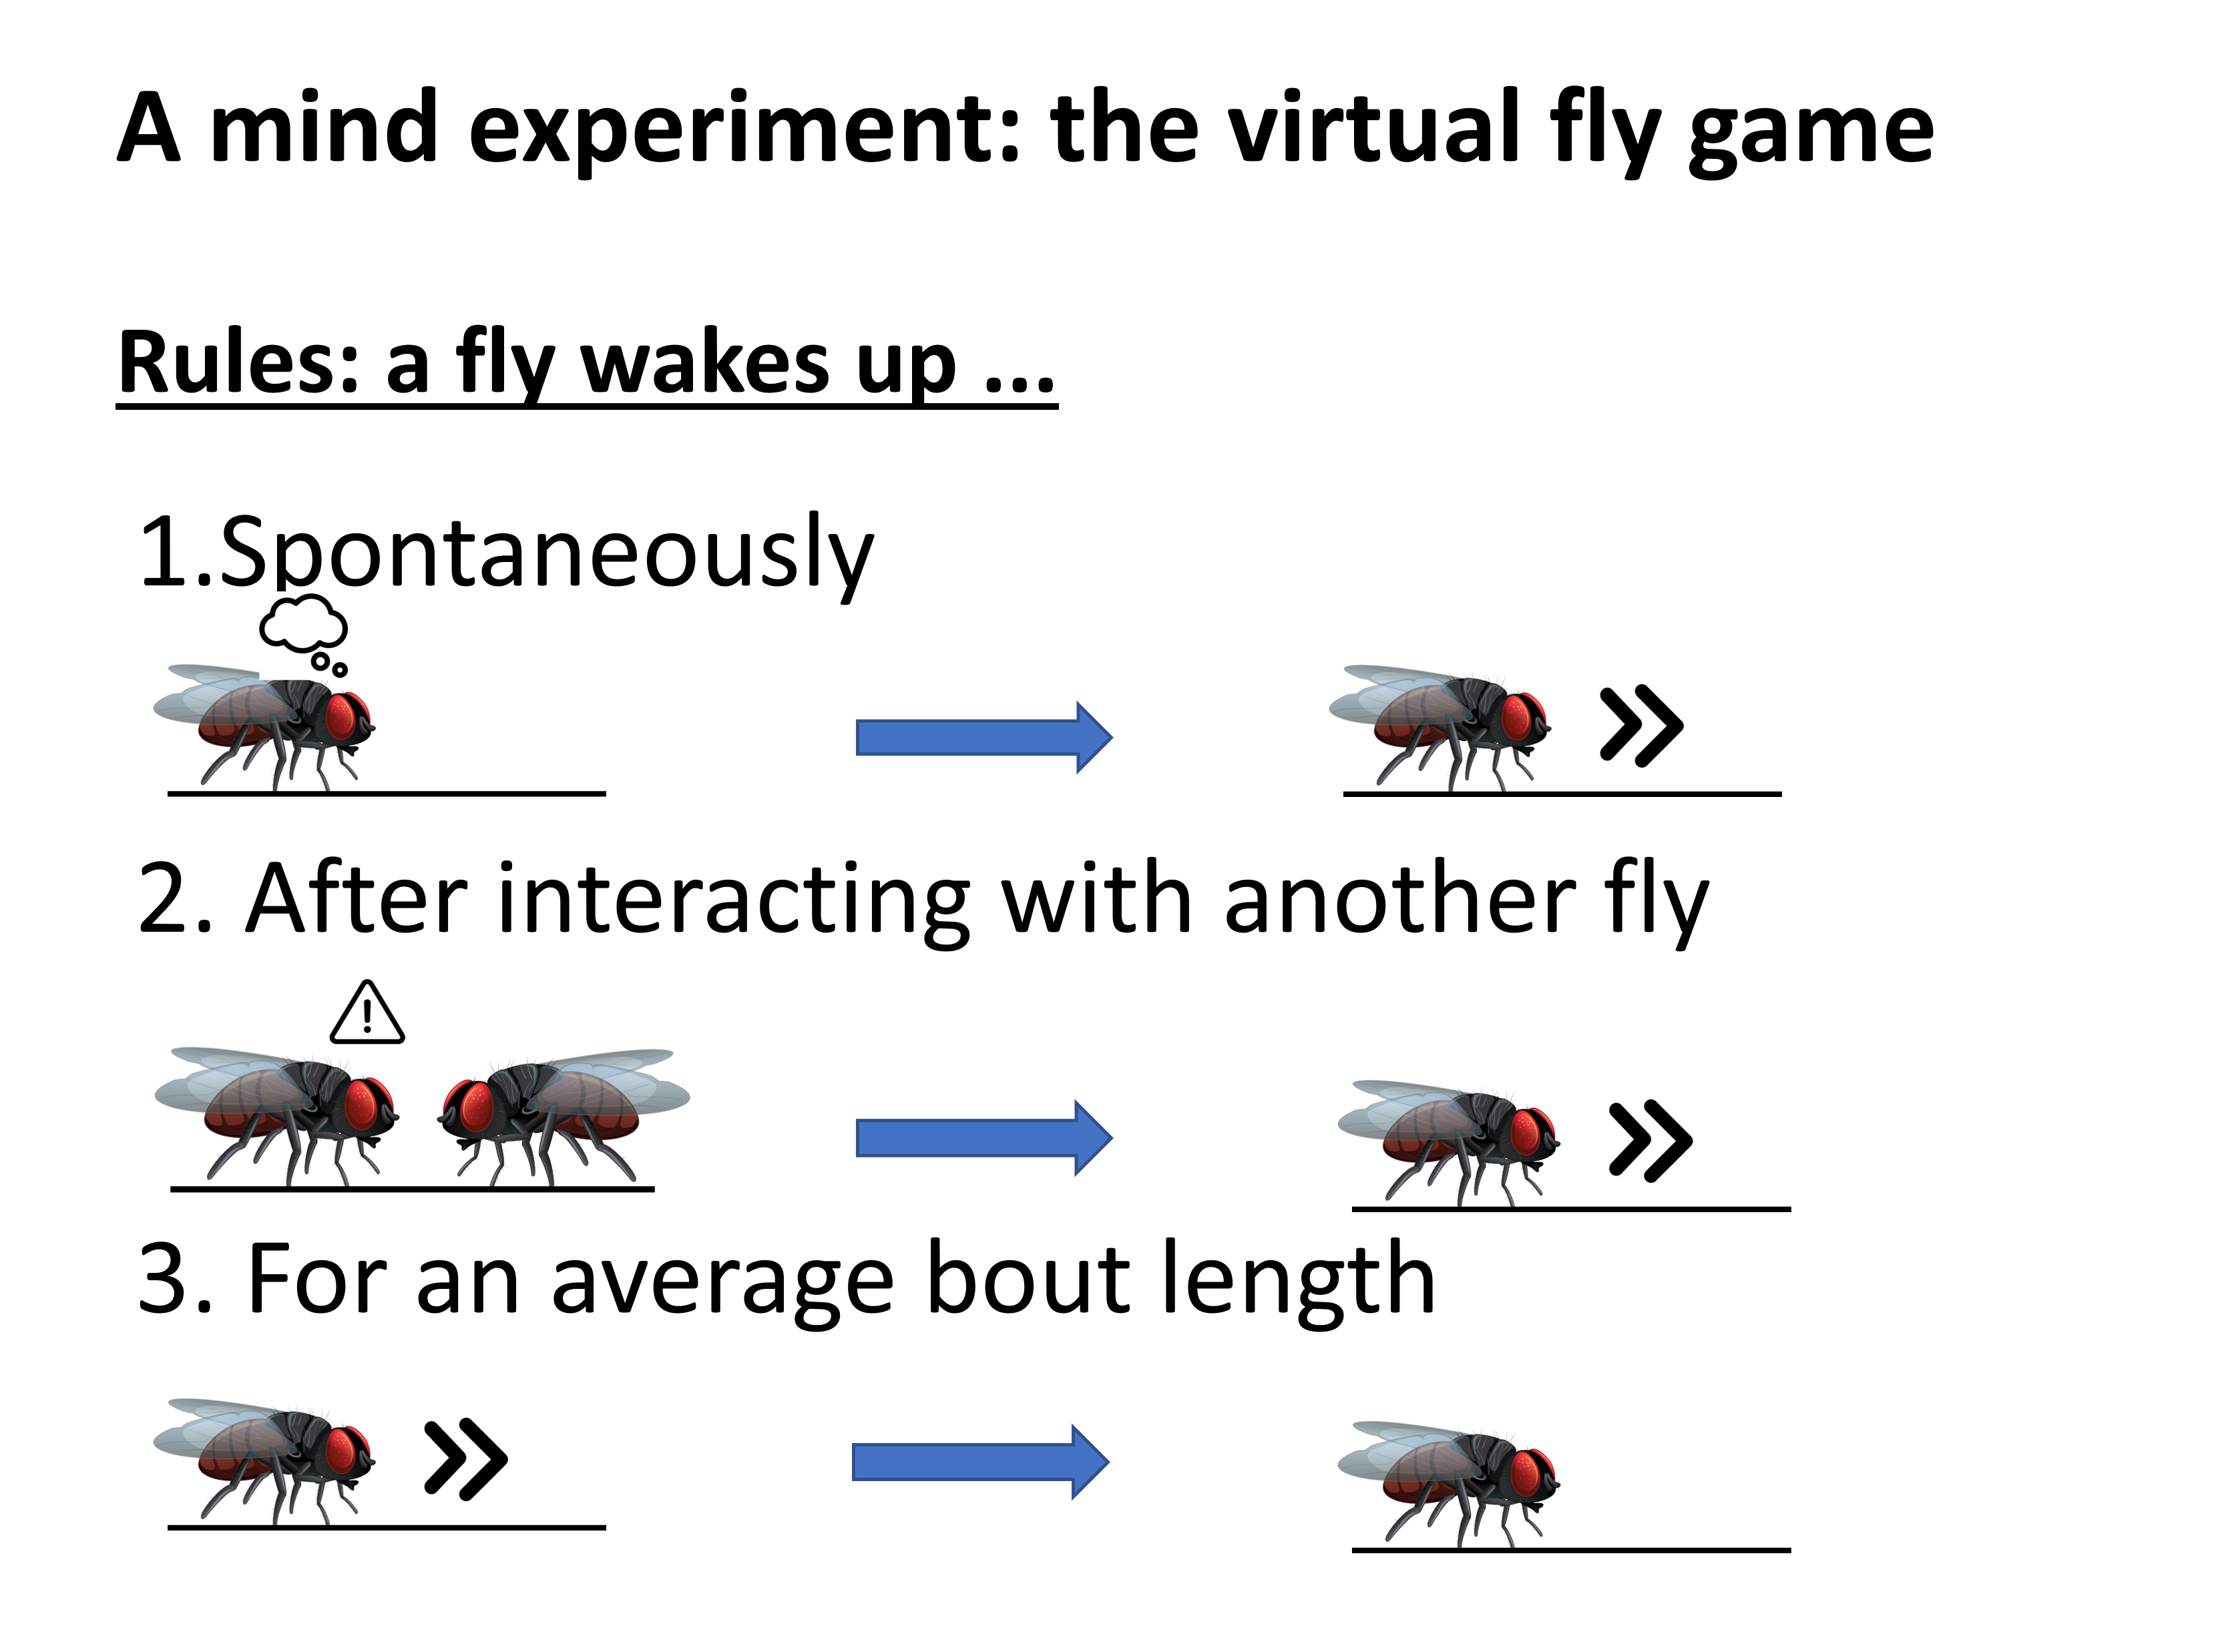 A mind experiment: the virtual fly game
Rules: a fly wakes up ...
1.Spontaneously
2. After interacting with another fly
!
3. For an average bout length